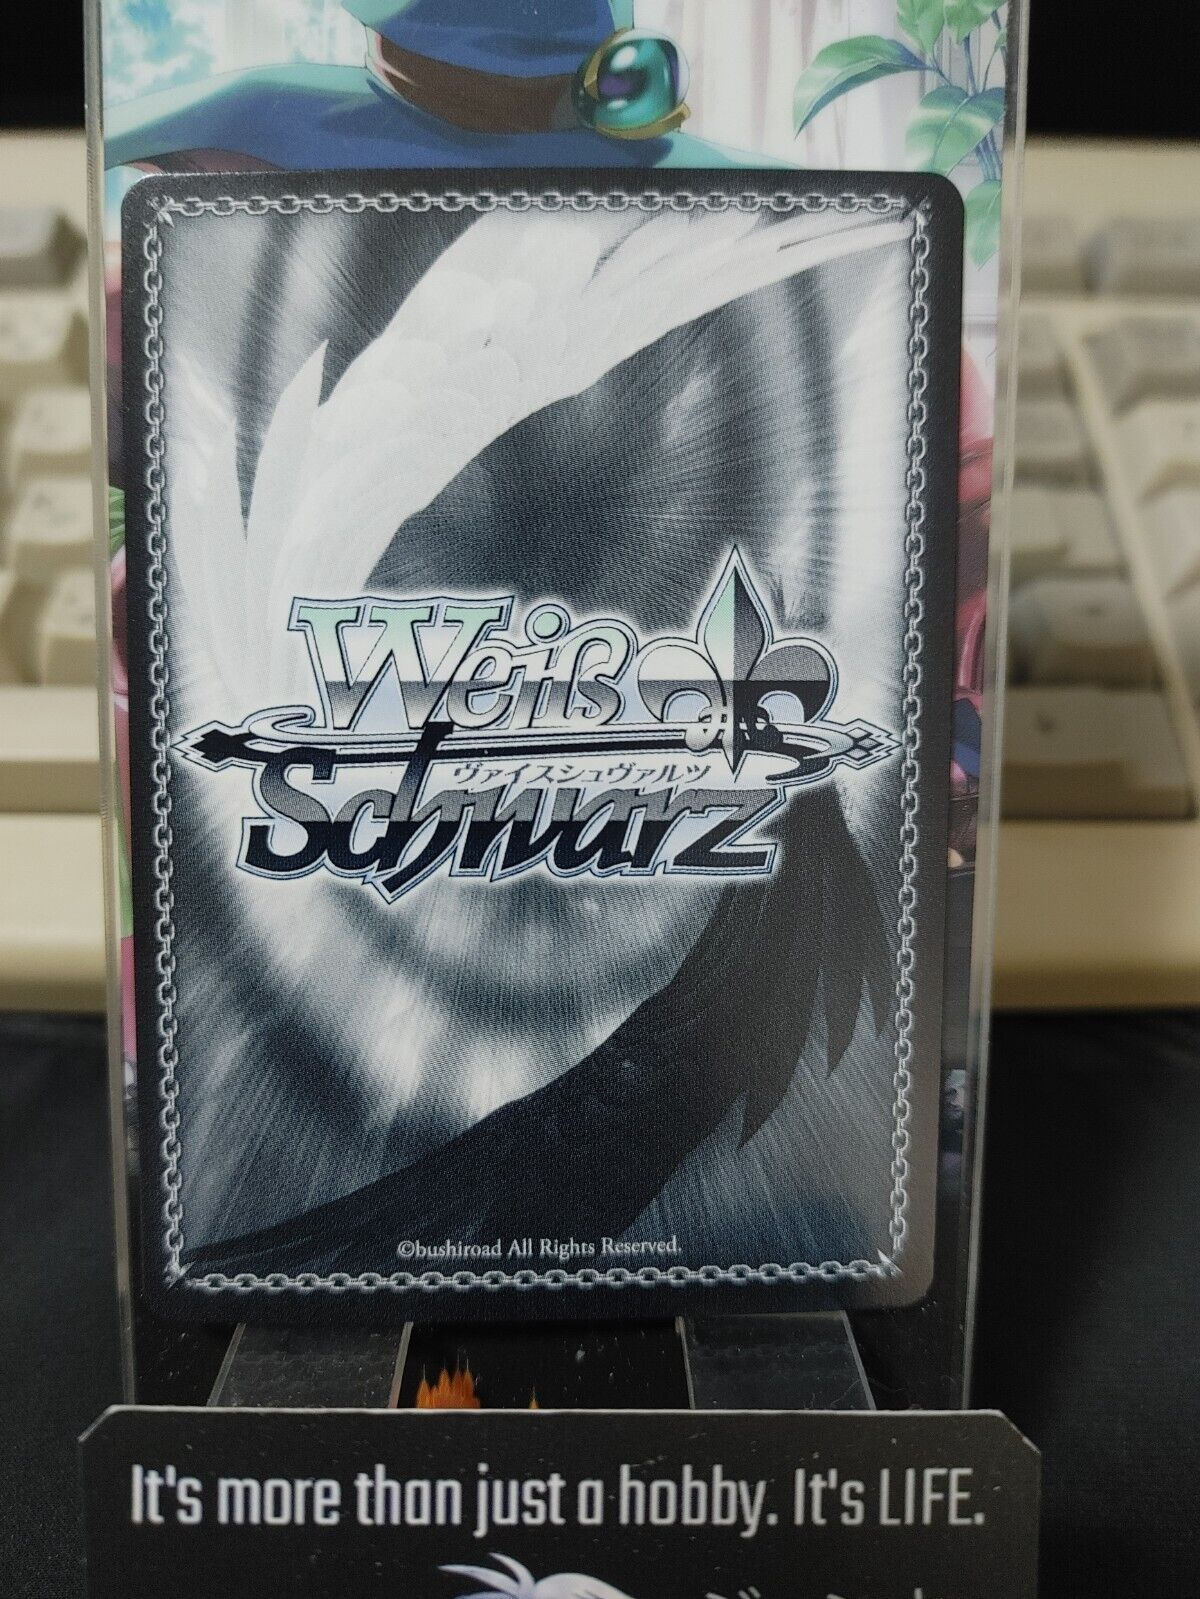 Weiß
ヴァイスシュヴァルツ
Schwarz
©bushiroad All Rights Reserved.
It's more than just a hobby. It's LIFE.